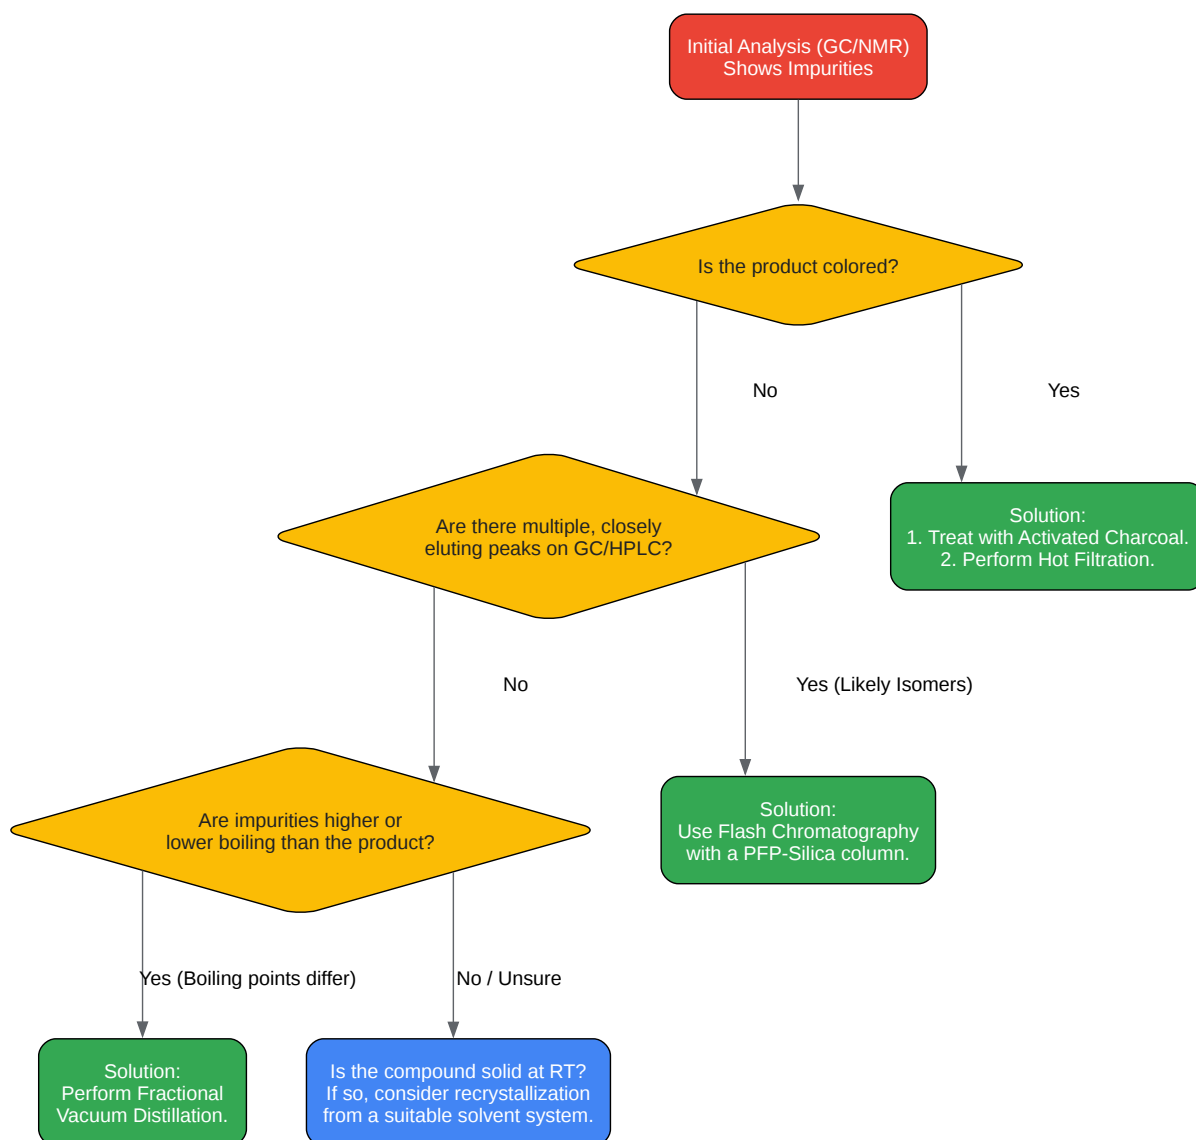 Initial Analysis (GC/NMR)
Shows Impurities
Is the product colored?
No
Yes
Are there multiple, closely
eluting peaks on GC/HPLC?
Solution:
1. Treat with Activated Charcoal.
2. Perform Hot Filtration.
No
Yes (Likely Isomers)
Are impurities higher or
lower boiling than the product?
Solution:
Use Flash Chromatography
with a PFP-Silica column.
Yes (Boiling points differ)
No / Unsure
Solution:
Perform Fractional
Vacuum Distillation.
Is the compound solid at RT?
If so, consider recrystallization
from a suitable solvent system.